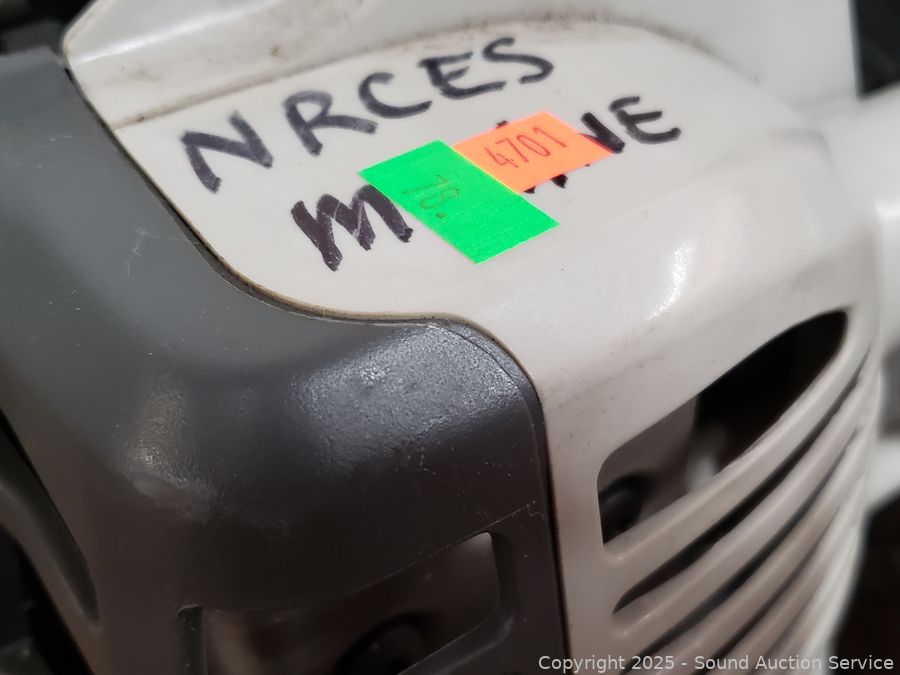 NRCES
4701
78.
Copyright © 2025 - Sound Auction Service